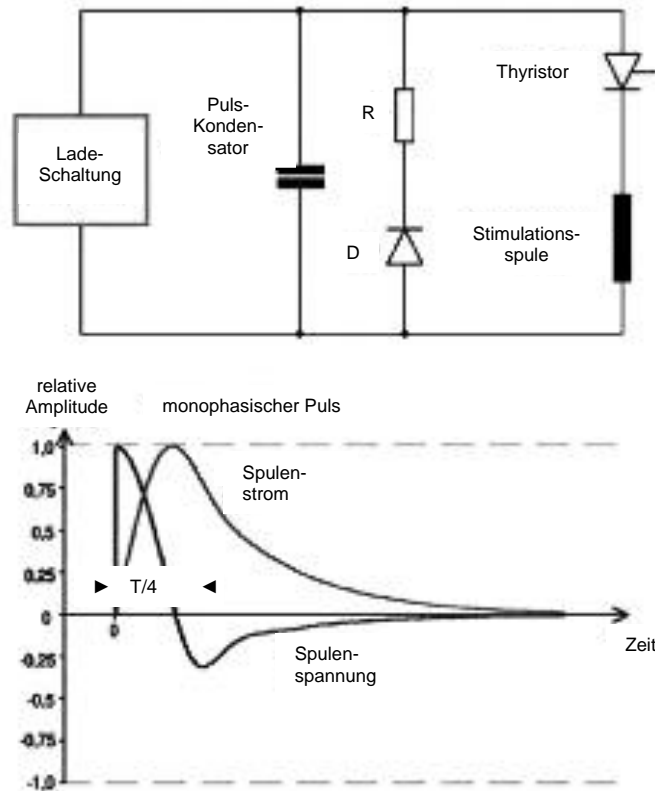 Lade-
Schaltung
Puls-
Konden-
sator
R
D
Thyristor
Stimulations-
spule
relative
Amplitude
monophasischer Puls
1,0
0,75
0.5
0.25
0
-0.25
-0.5
-0.75
-1,0
Spulen-
strom
T/4
0
Spulen-
spannung
Zeit